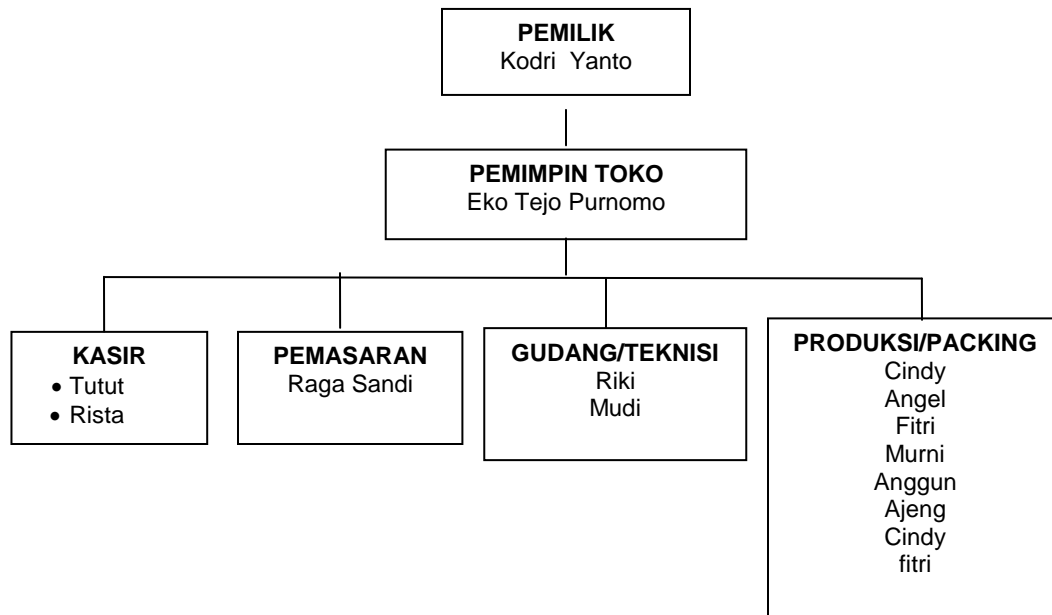 PEMILIK
Kodri Yanto
PEMIMPIN TOKO
Eko Tejo Purnomo
KASIR
• Tutut
• Rista
PEMASARAN
Raga Sandi
GUDANG/TEKNISI
Riki
Mudi
PRODUKSI/PACKING
Cindy
Angel
Fitri
Murni
Anggun
Ajeng
Cindy
fitri